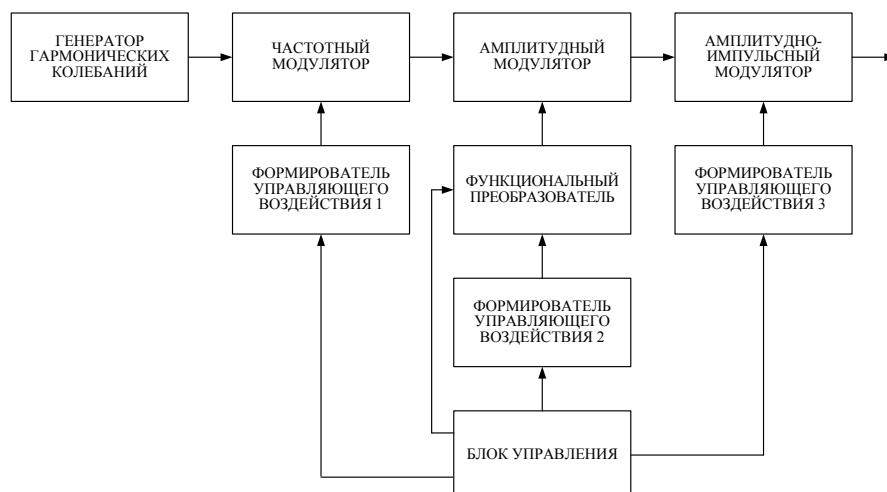 ГЕНЕРАТОР
ГАРМОНИЧЕСКИХ
КОЛЕБАНИЙ
ЧАСТОТНЫЙ
МОДУЛЯТОР
АМПЛИТУДНЫЙ
МОДУЛЯТОР
АМПЛИТУДНО-
ИМПУЛЬСНЫЙ
МОДУЛЯТОР
ФОРМИРОВАТЕЛЬ
УПРАВЛЯЮЩЕГО
ВОЗДЕЙСТВИЯ 1
ФУНКЦИОНАЛЬНЫЙ
ПРЕОБРАЗОВАТЕЛЬ
ФОРМИРОВАТЕЛЬ
УПРАВЛЯЮЩЕГО
ВОЗДЕЙСТВИЯ 3
ФОРМИРОВАТЕЛЬ
УПРАВЛЯЮЩЕГО
ВОЗДЕЙСТВИЯ 2
БЛОК УПРАВЛЕНИЯ